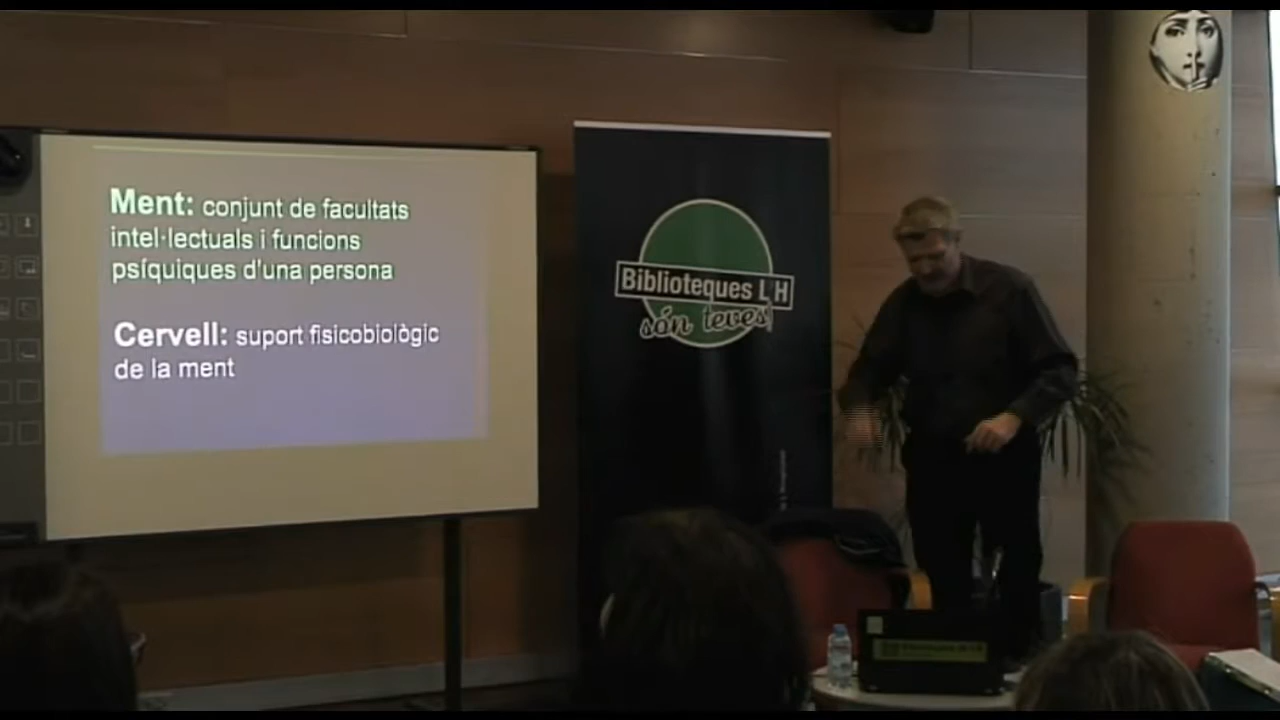 Ment: conjunt de facultats
intel·lectuals i funcions
psíquiques d'una persona
Cervell: suport fisicobiològic
de la ment
Biblioteques L'H
són teves!